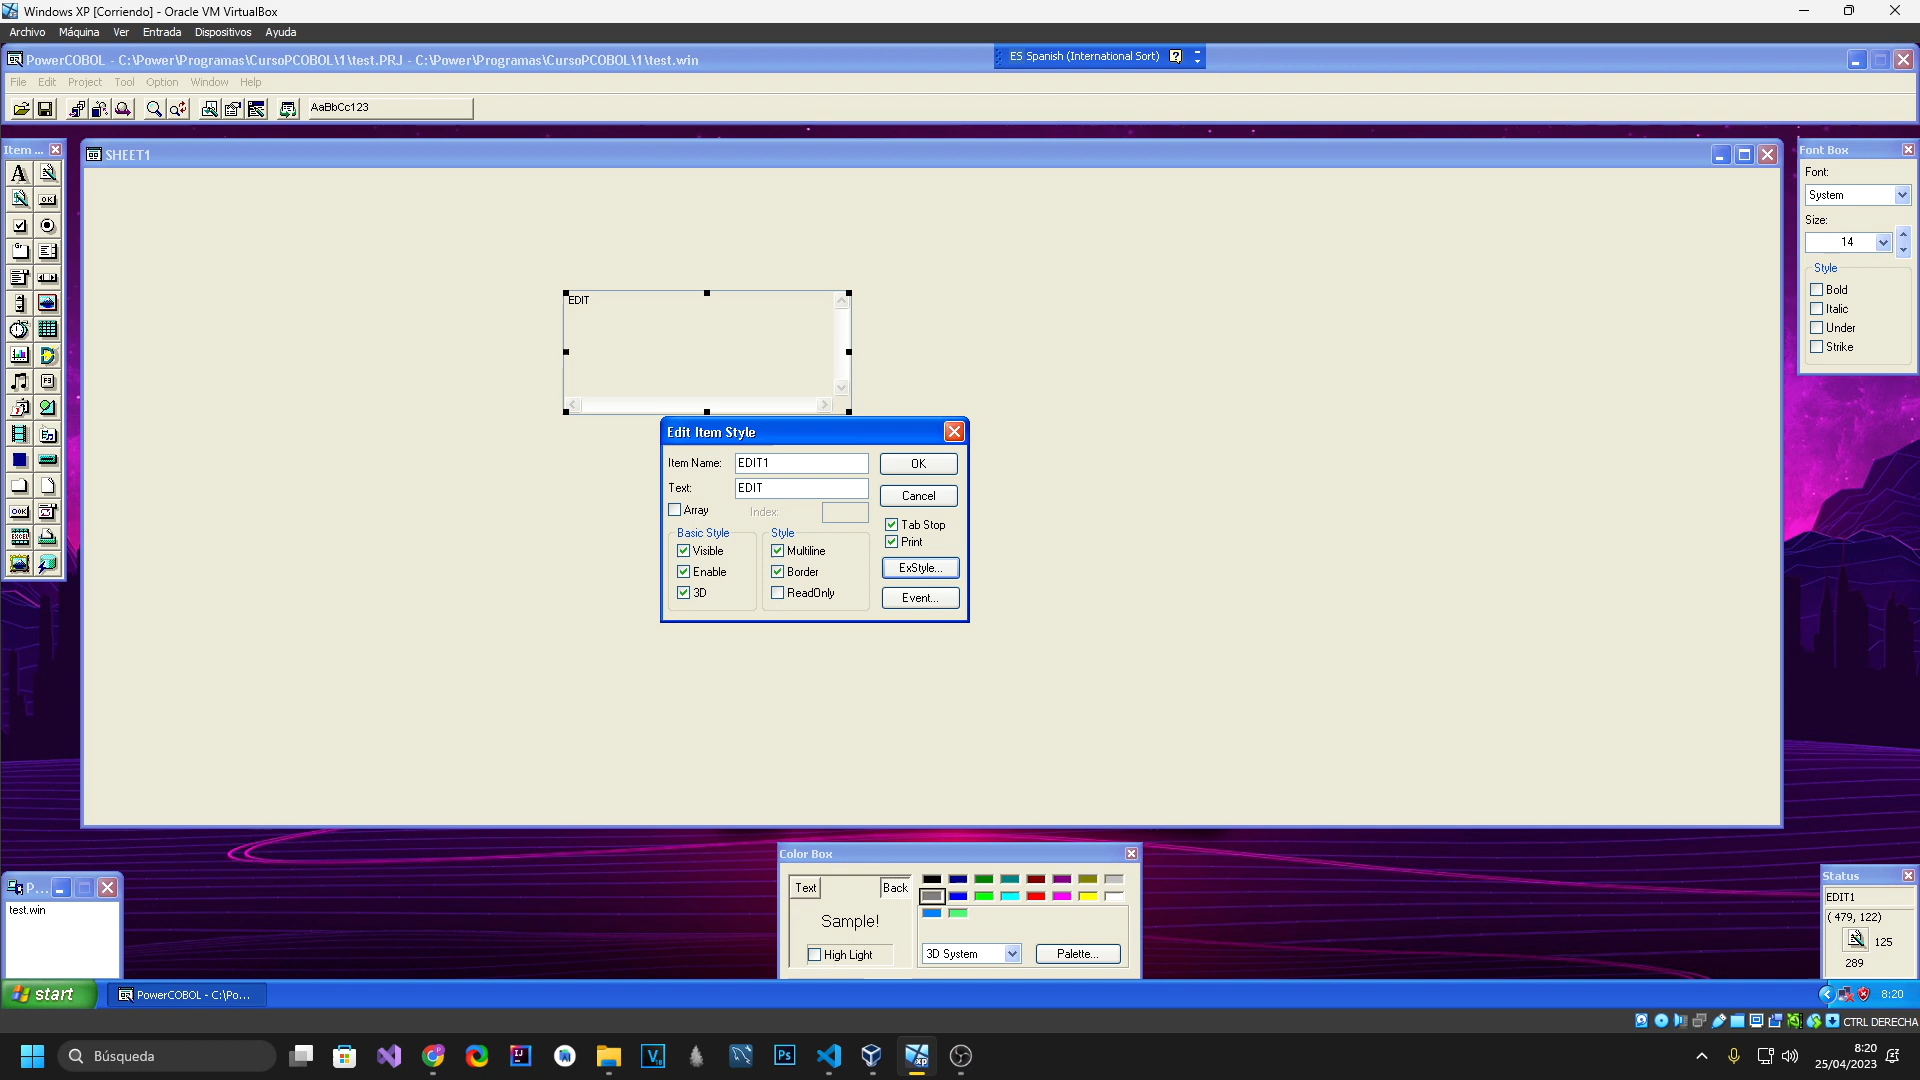 Windows XP [Corriendo] - Oracle VM VirtualBox
Archivo Máquina Ver Entrada Dispositivos Ayuda
PowerCOBOL - C:\Power\Programas\CursoPCOBOL\1\test.PRJ - C:\Power\Programas\CursoPCOBOL\1\test.win
ES Spanish (International Sort)
File Edit Project Tool Option Window Help
AaBbCc123
Item ...
SHEET1
Font Box
Font:
System
Size:
14
Style
Bold
Italic
Under
Strike
EDIT
Edit Item Style
Item Name: EDIT1 OK
Text: EDIT Cancel
Array Index:
Tab Stop
Print
Basic Style Style
Visible Multiline
ExStyle...
Enable Border
3D ReadOnly
Event...
Color Box
Text Back
Sample!
High Light
3D System Palette...
P...
test.win
Status
EDIT1
( 479, 122)
125
289
start PowerCOBOL - C:\Po... 8:20
CTRL DERECHA
Búsqueda
8:20
25/04/2023